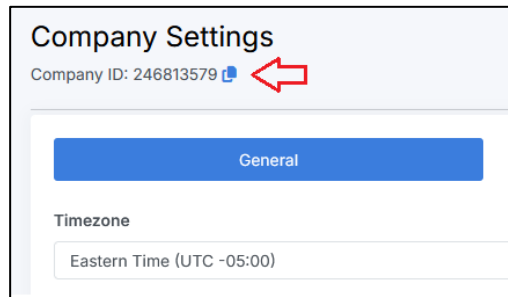 Company Settings
Company ID: 246813579
General
Timezone
Eastern Time (UTC -05:00)